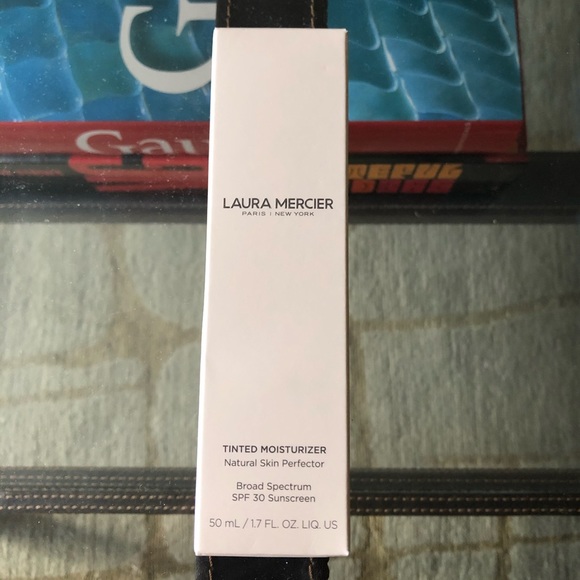 G
Gau
LAURA MERCIER
PARIS | NEW YORK
TINTED MOISTURIZER
Natural Skin Perfector
Broad Spectrum
SPF 30 Sunscreen
50 mL / 1.7 FL. OZ. LIQ. US